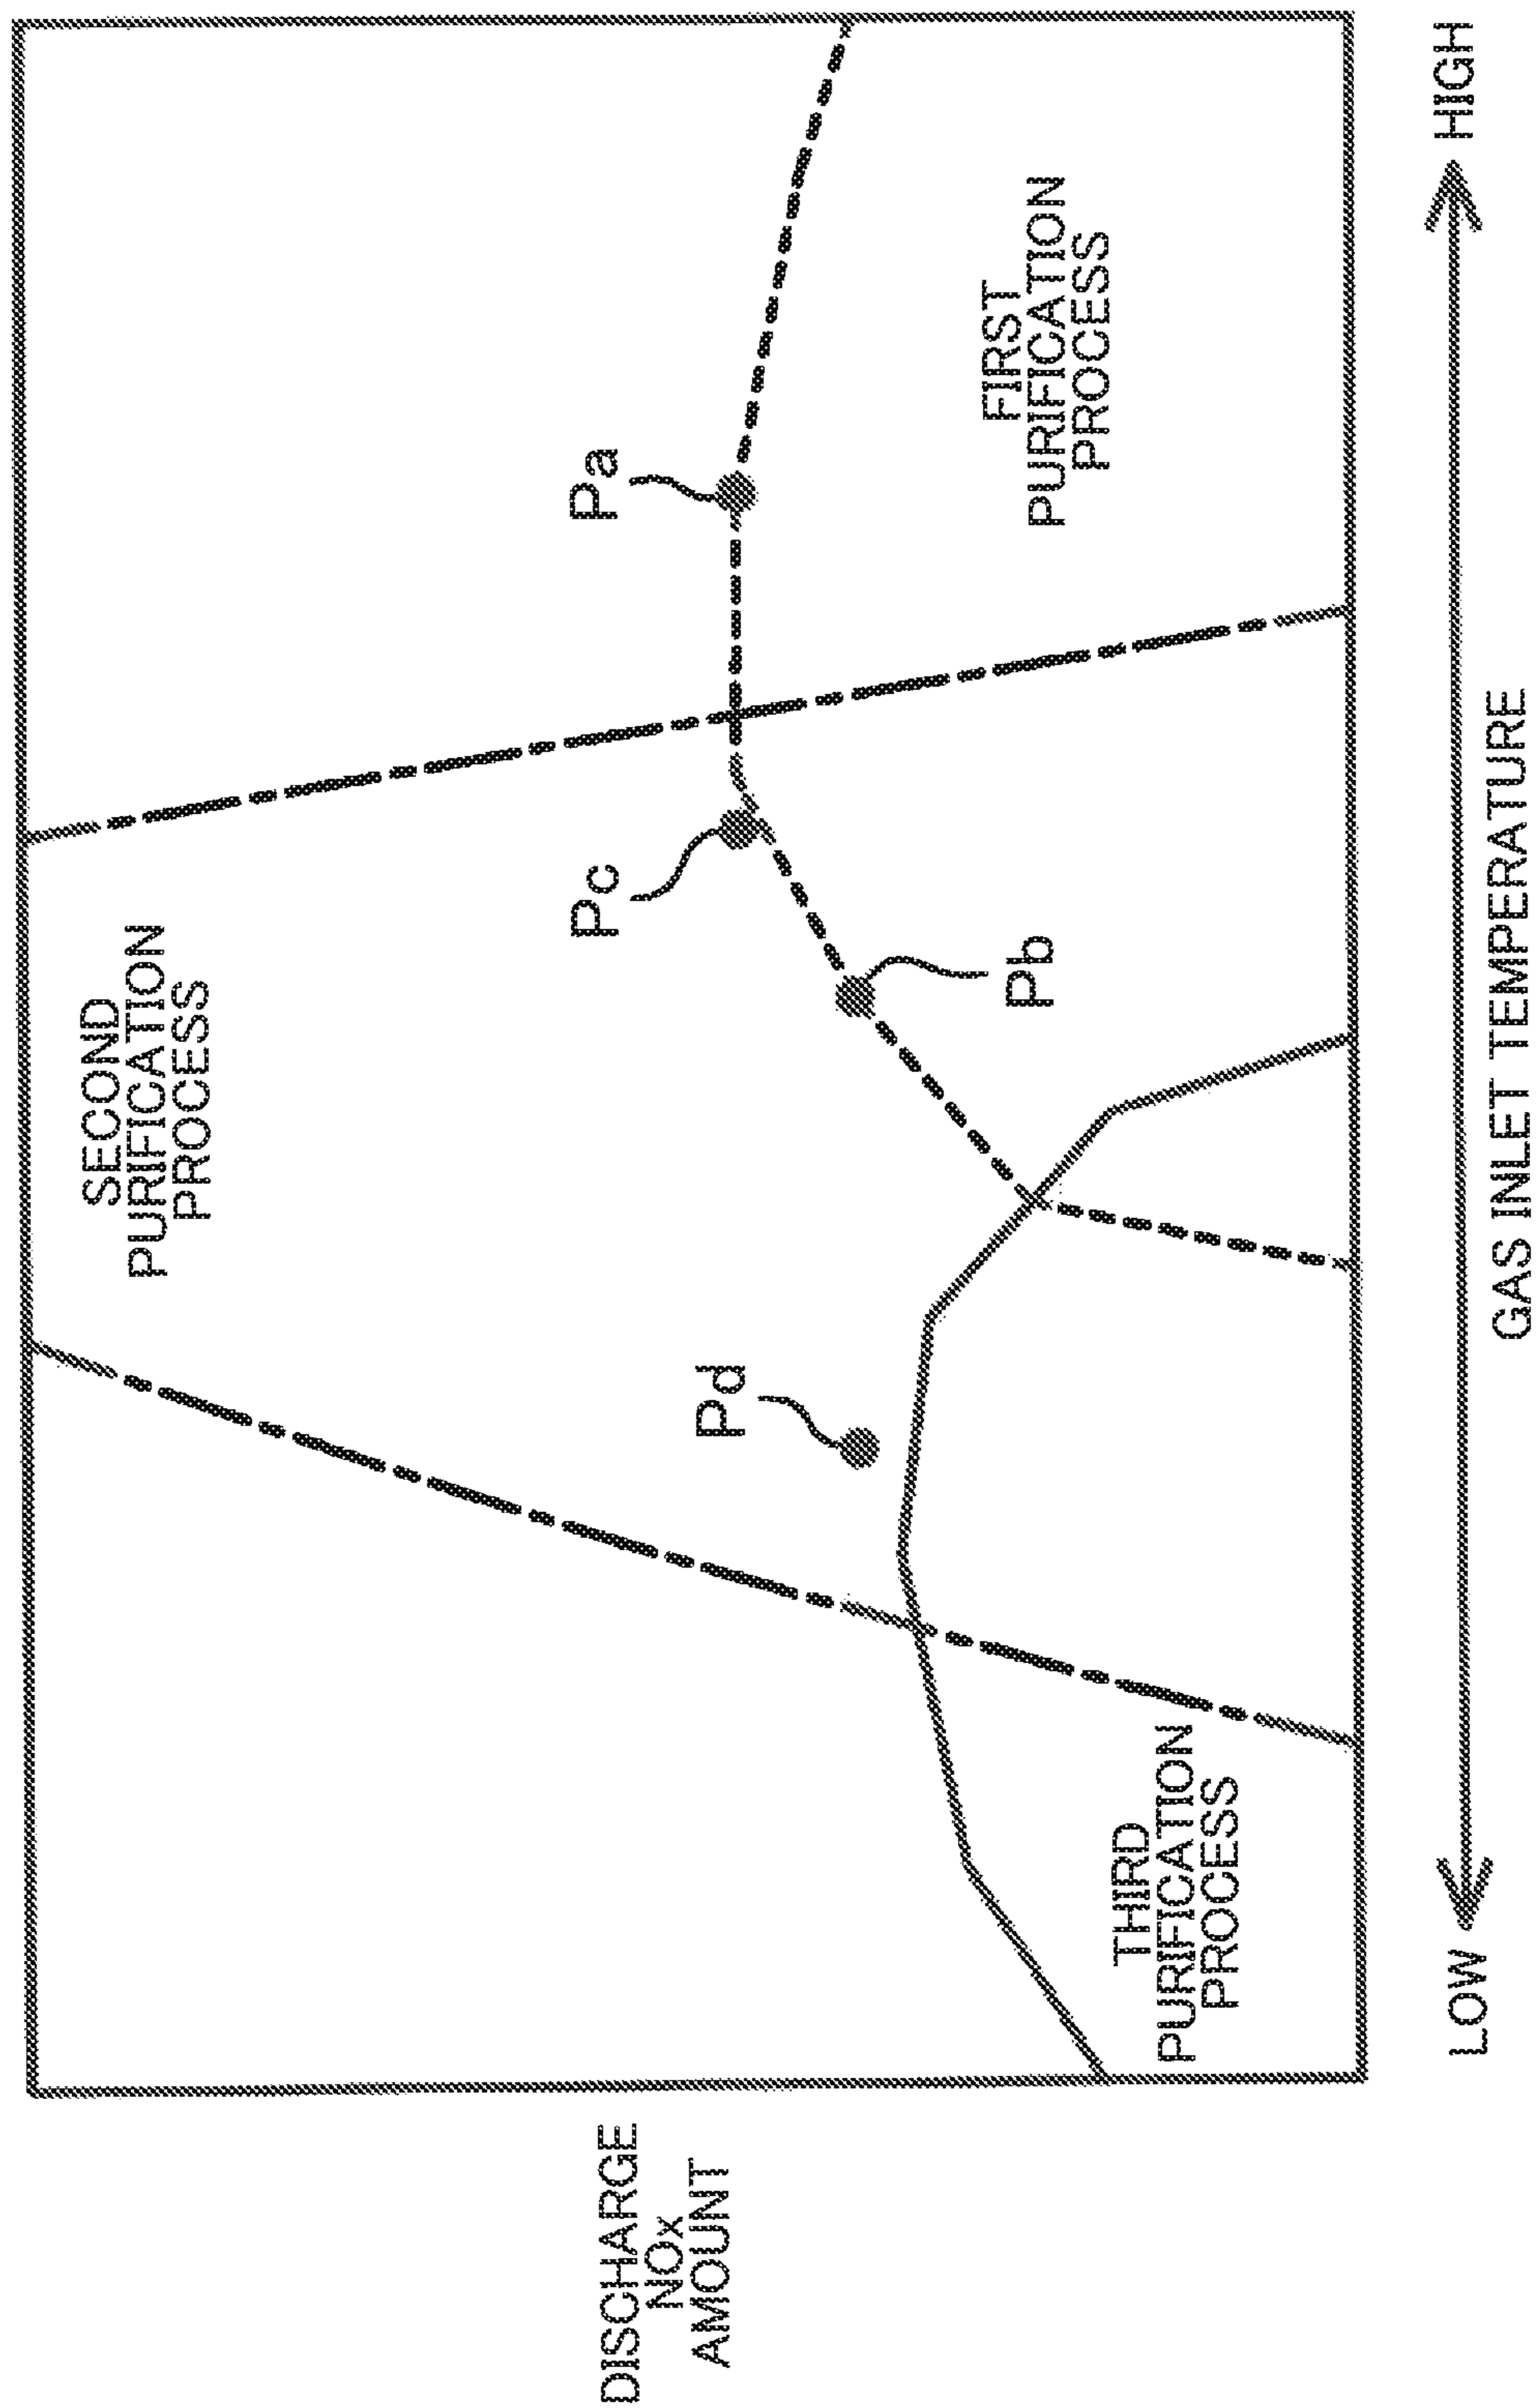 DISCHARGE
NOx
AMOUNT
SECOND
PURIFICATION
PROCESS
Pd
Pc
Pa
Pb
FIRST
PURIFICATION
PROCESS
THIRD
PURIFICATION
PROCESS
LOW
HIGH
GAS INLET TEMPERATURE